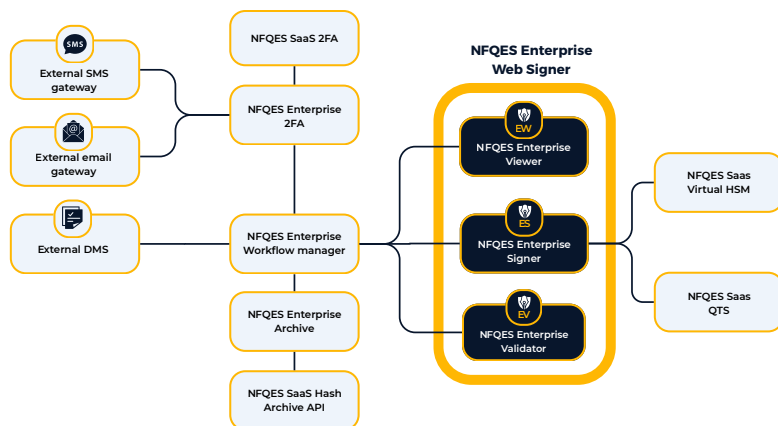 SMS
External SMS
gateway
@
External email
gateway
External DMS
NFQES SaaS 2FA
NFQES Enterprise
2FA
NFQES Enterprise
Workflow manager
NFQES Enterprise
Archive
NFQES SaaS Hash
Archive API
NFQES Enterprise
Web Signer
EW
NFQES Enterprise
Viewer
ES
NFQES Enterprise
Signer
EV
NFQES Enterprise
Validator
NFQES Saas
Virtual HSM
NFQES Saas
QTS